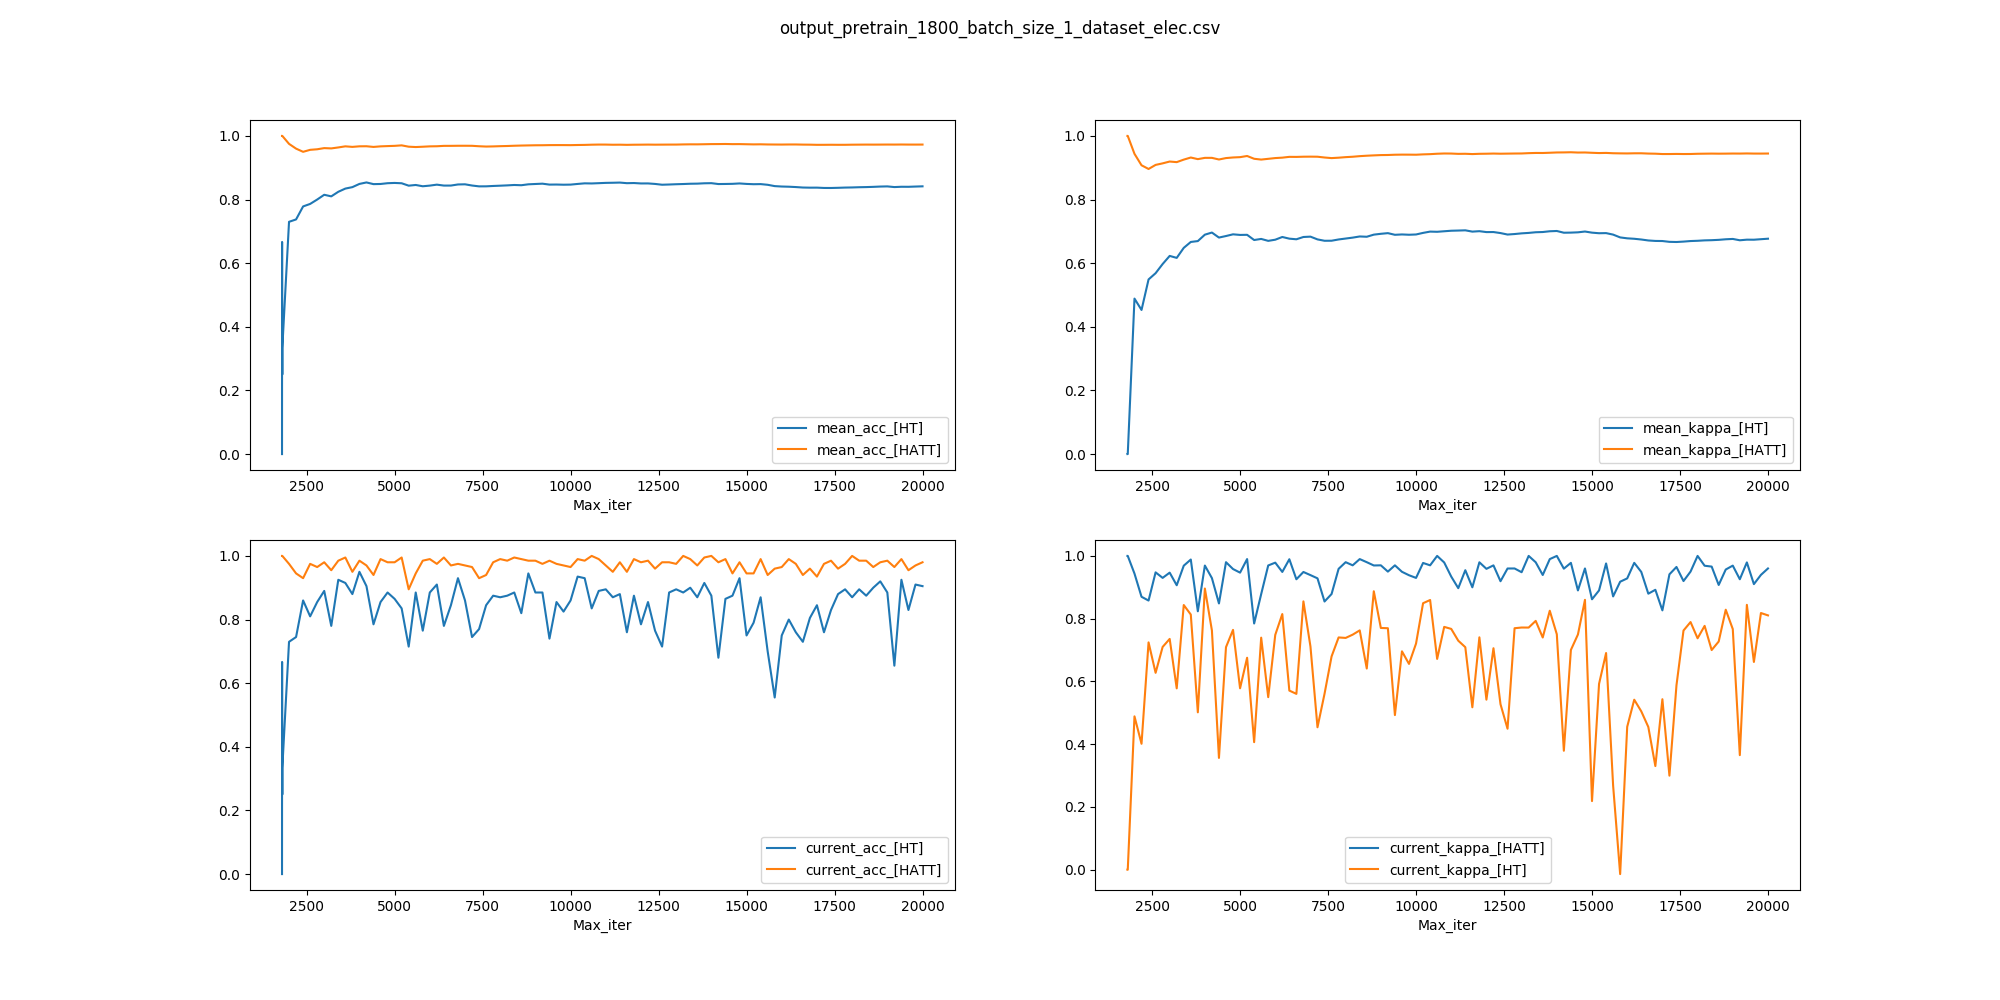 output_pretrain_1800_batch_size_1_dataset_elec.csv
1.0
0.8
0.6
0.4
0.2
0.0
mean_acc_[HT]
mean_acc_[HATT]
2500 5000 7500 10000 12500 15000 17500 20000
Max_iter
1.0
0.8
0.6
0.4
0.2
0.0
mean_kappa_[HT]
mean_kappa_[HATT]
2500 5000 7500 10000 12500 15000 17500 20000
Max_iter
1.0
0.8
0.6
0.4
0.2
0.0
current_acc_[HT]
current_acc_[HATT]
2500 5000 7500 10000 12500 15000 17500 20000
Max_iter
1.0
0.8
0.6
0.4
0.2
0.0
current_kappa_[HATT]
current_kappa_[HT]
2500 5000 7500 10000 12500 15000 17500 20000
Max_iter